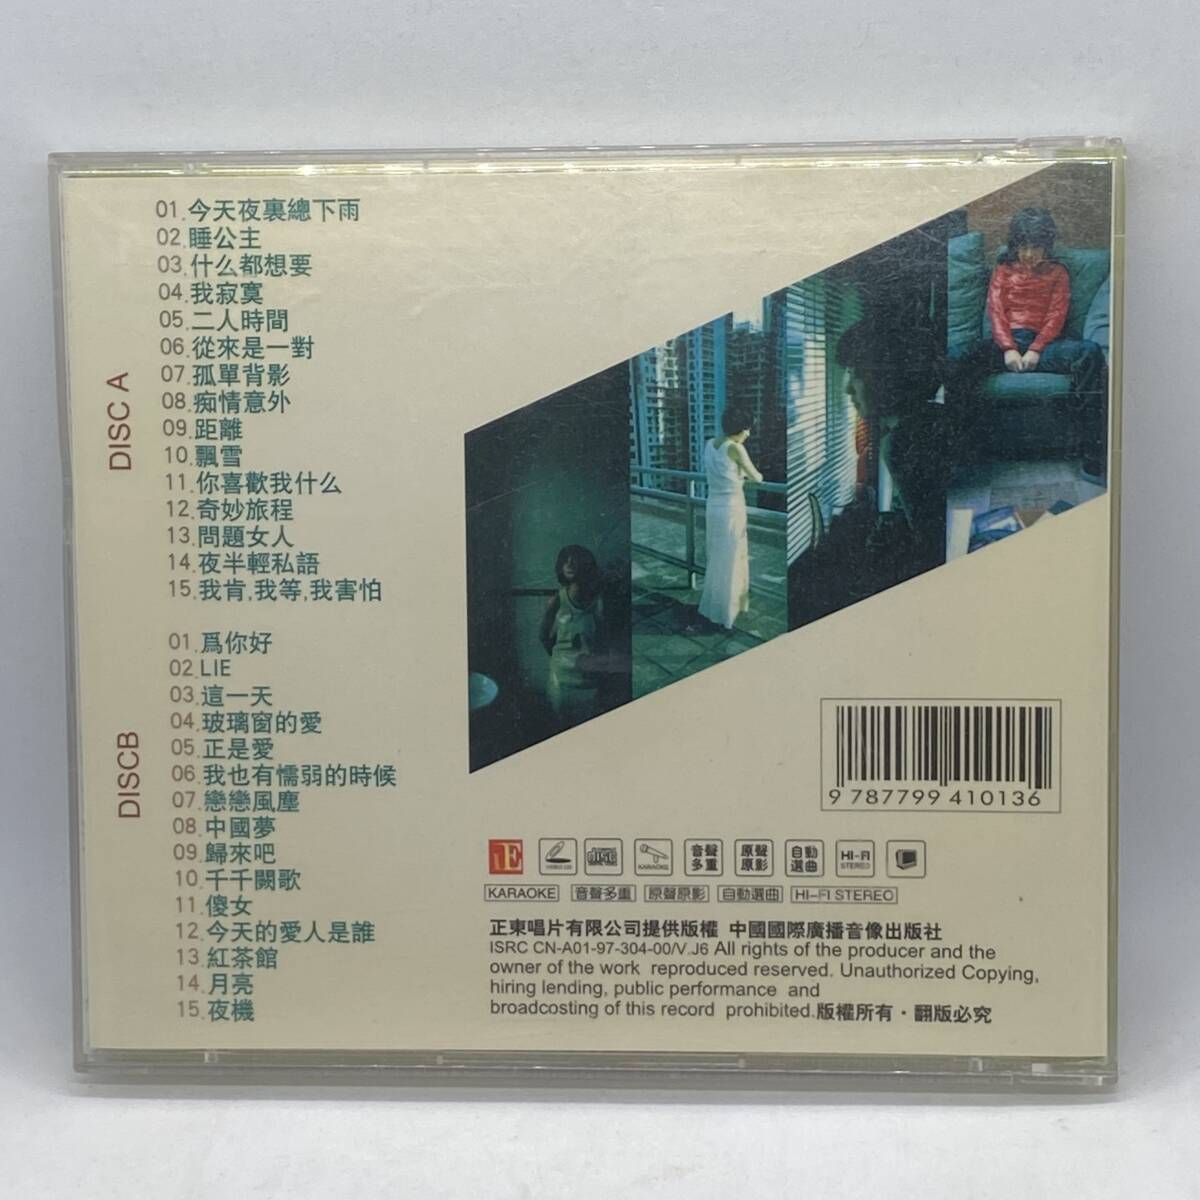 DISC A
01.今天夜裏總下雨
02.睡公主
03.什么都想要
04.我寂寞
05.二人時間
06.從來是一對
07.孤單背影
08.痴情意外
09.距離
10.飄雪
11.你喜歡我什么
12.奇妙旅程
13.問題女人
14.夜半輕私語
15.我肯,我等,我害怕
DISCB
01.爲你好
02.LIE
03.這一天
04.玻璃窗的愛
05.正是愛
06.我也有懦弱的時候
07.戀戀風塵
08.中國夢
09.歸來吧
10.千千闕歌
11.傻女
12.今天的愛人是誰
13.紅茶館
14.月亮
15.夜機
9 787799 410136
E
VIDEO CD
DISC
KARAOKE
音聲多重
原聲原影
自動選曲
HI-FI STEREO
KARAOKE 音聲多重 原聲原影 自動選曲 HI-FI STEREO
正東唱片有限公司提供版權 中國國際廣播音像出版社
ISRC CN-A01-97-304-00/V.J6 All rights of the producer and the
owner of the work reproduced reserved. Unauthorized Copying,
hiring lending, public performance and
broadcosting of this record prohibited.版權所有·翻版必究